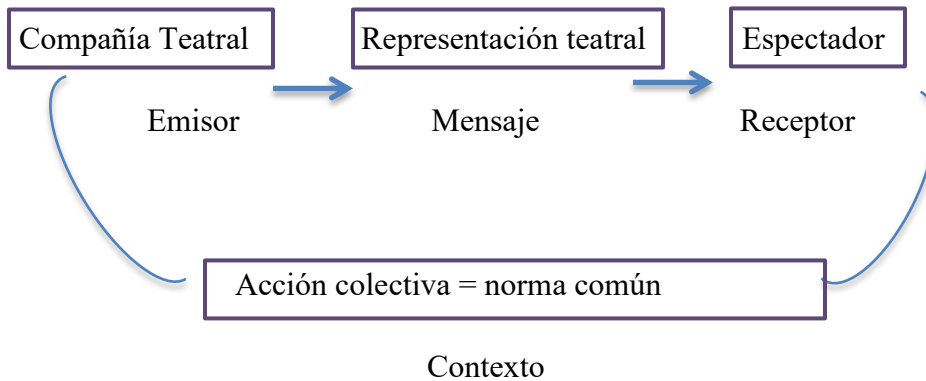 Compañía Teatral
Representación teatral
Espectador
Emisor
Mensaje
Receptor
Acción colectiva = norma común
Contexto